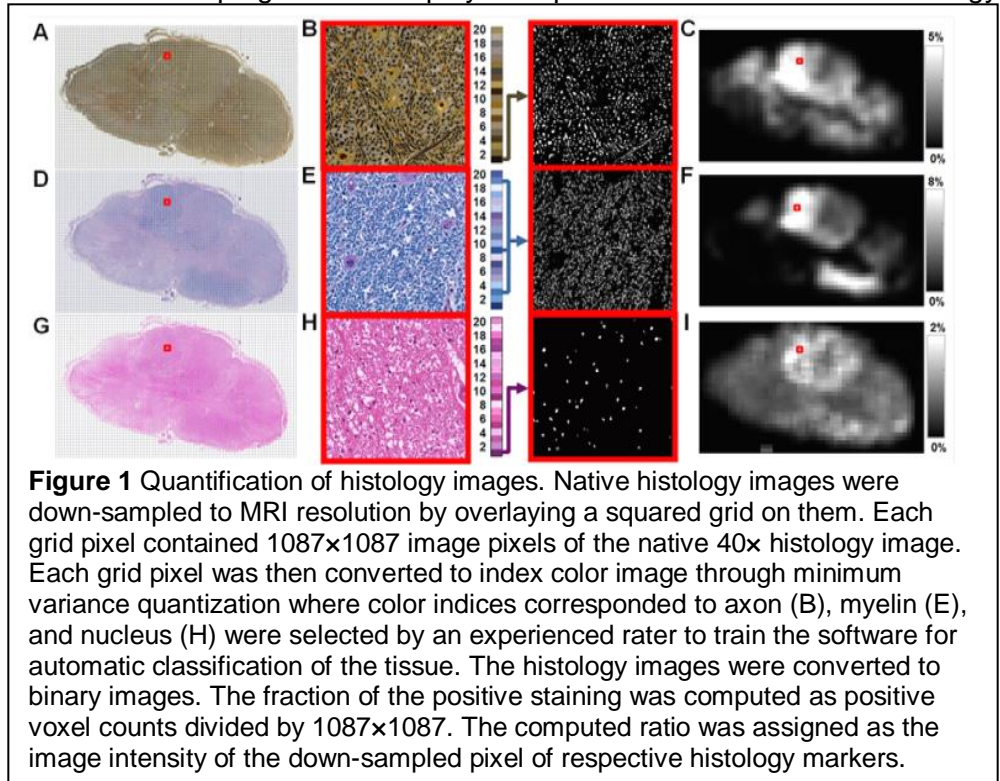 A
B
20
18
16
14
12
10
8
6
4
2
C
5%
0%
D
E
20
18
16
14
12
10
8
6
4
2
F
8%
0%
G
H
20
18
16
14
12
10
8
6
4
2
I
2%
0%
Figure 1 Quantification of histology images. Native histology images were
down-sampled to MRI resolution by overlaying a squared grid on them. Each
grid pixel contained 1087×1087 image pixels of the native 40× histology image.
Each grid pixel was then converted to index color image through minimum
variance quantization where color indices corresponded to axon (B), myelin (E),
and nucleus (H) were selected by an experienced rater to train the software for
automatic classification of the tissue. The histology images were converted to
binary images. The fraction of the positive staining was computed as positive
voxel counts divided by 1087×1087. The computed ratio was assigned as the
image intensity of the down-sampled pixel of respective histology markers.